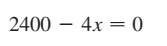 2400 − 4x = 0